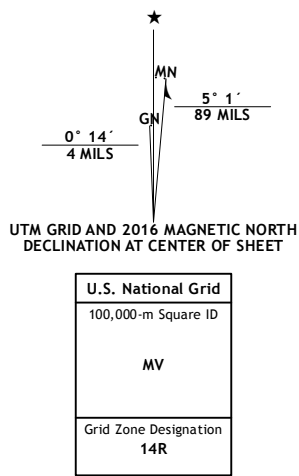 ★
MN
GN
5° 1´
89 MILS
0° 14´
4 MILS
UTM GRID AND 2016 MAGNETIC NORTH
DECLINATION AT CENTER OF SHEET
U.S. National Grid
100,000-m Square ID
MV
Grid Zone Designation
14R